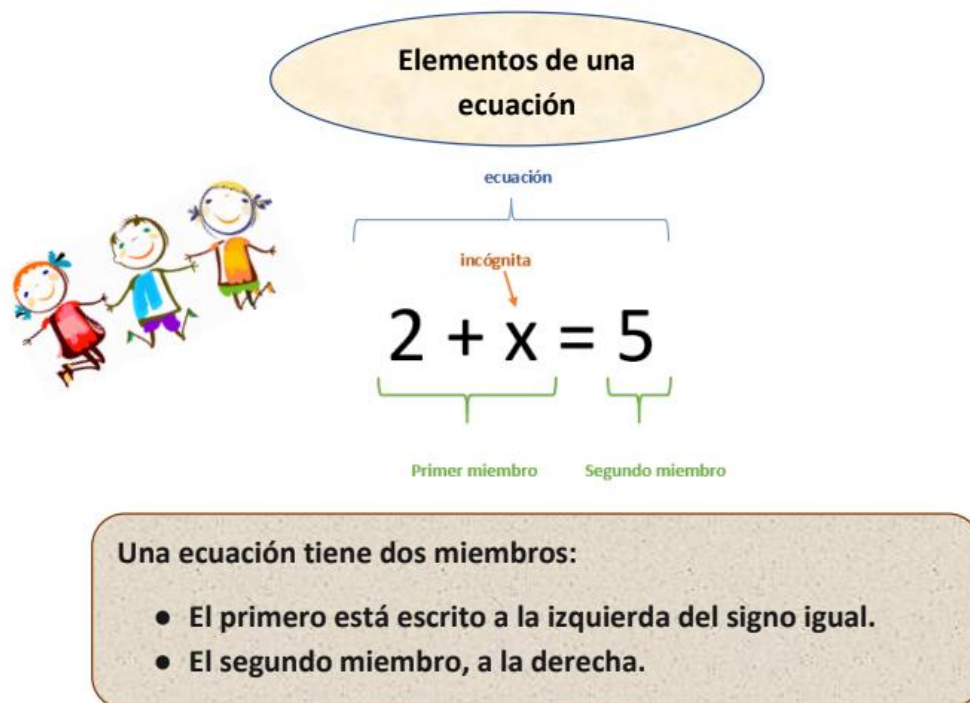 Elementos de una
ecuación
ecuación
incógnita
2 + x = 5
Primer miembro Segundo miembro
Una ecuación tiene dos miembros:
● El primero está escrito a la izquierda del signo igual.
● El segundo miembro, a la derecha.